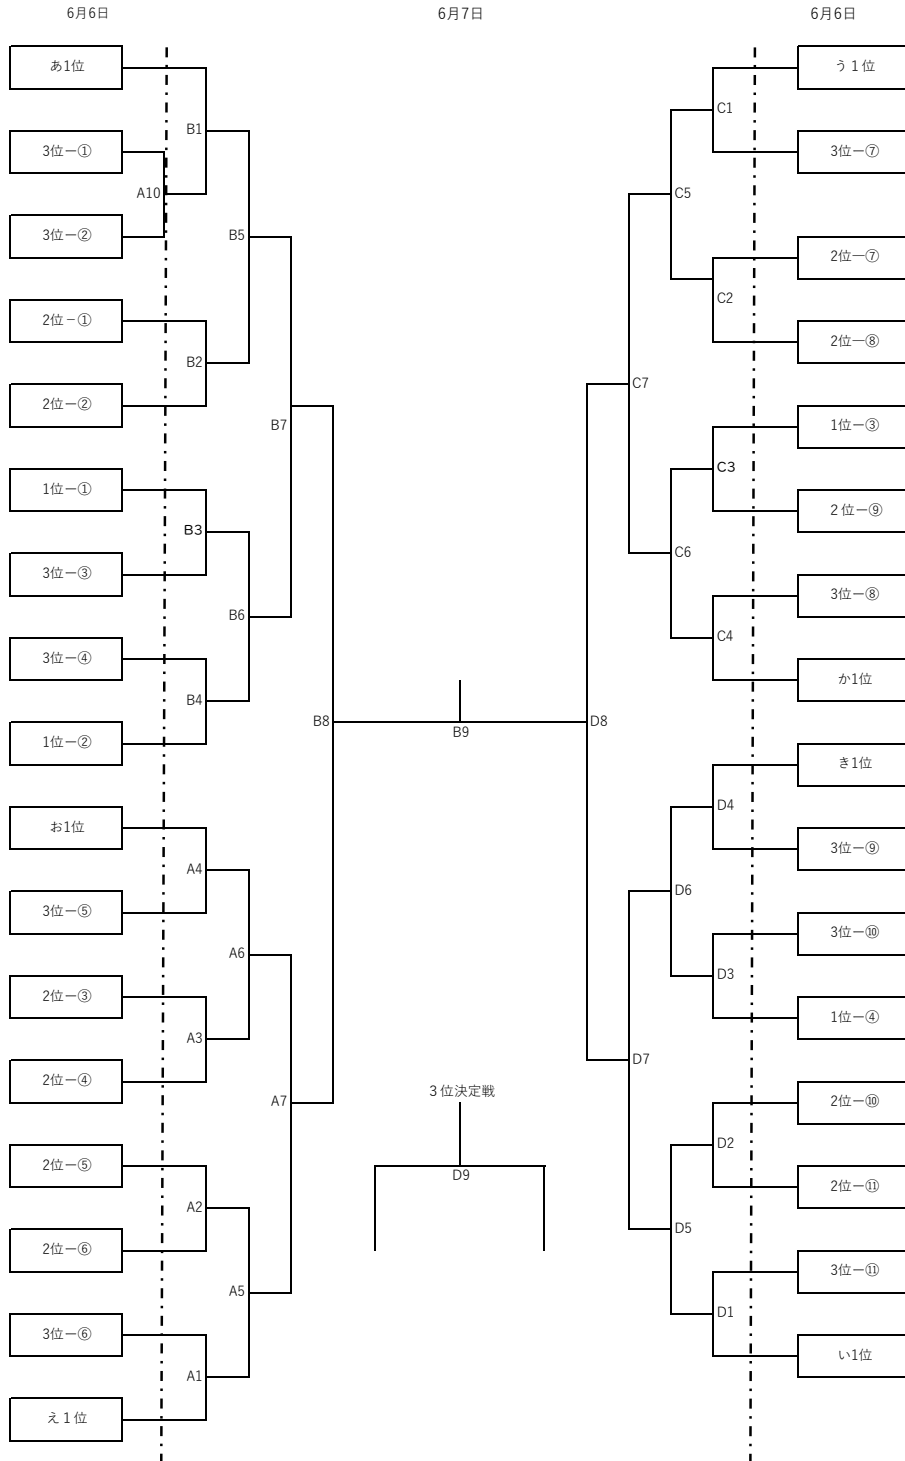 6月6日 6月7日 6月6日
あ1位
う１位
C1
B1
3位ー①
3位ー⑦
A10
C5
3位ー②
B5
2位―⑦
C2
2位－①
2位―⑧
B2
C7
2位ー②
B7
1位ー③
C3
1位ー①
２位ー⑨
B3
C6
3位ー③
3位ー⑧
B6
C4
3位ー④
か1位
B4
B8
D8
B9
1位ー②
き1位
D4
お1位
3位ー⑨
A4
D6
3位ー⑤
3位ー⑩
A6
D3
2位ー③
1位ー④
A3
D7
2位ー④
３位決定戦
A7
2位ー⑩
D2
2位ー⑤
D9
2位ー⑪
A2
D5
2位ー⑥
3位ー⑪
A5
D1
3位ー⑥
い1位
A1
え１位